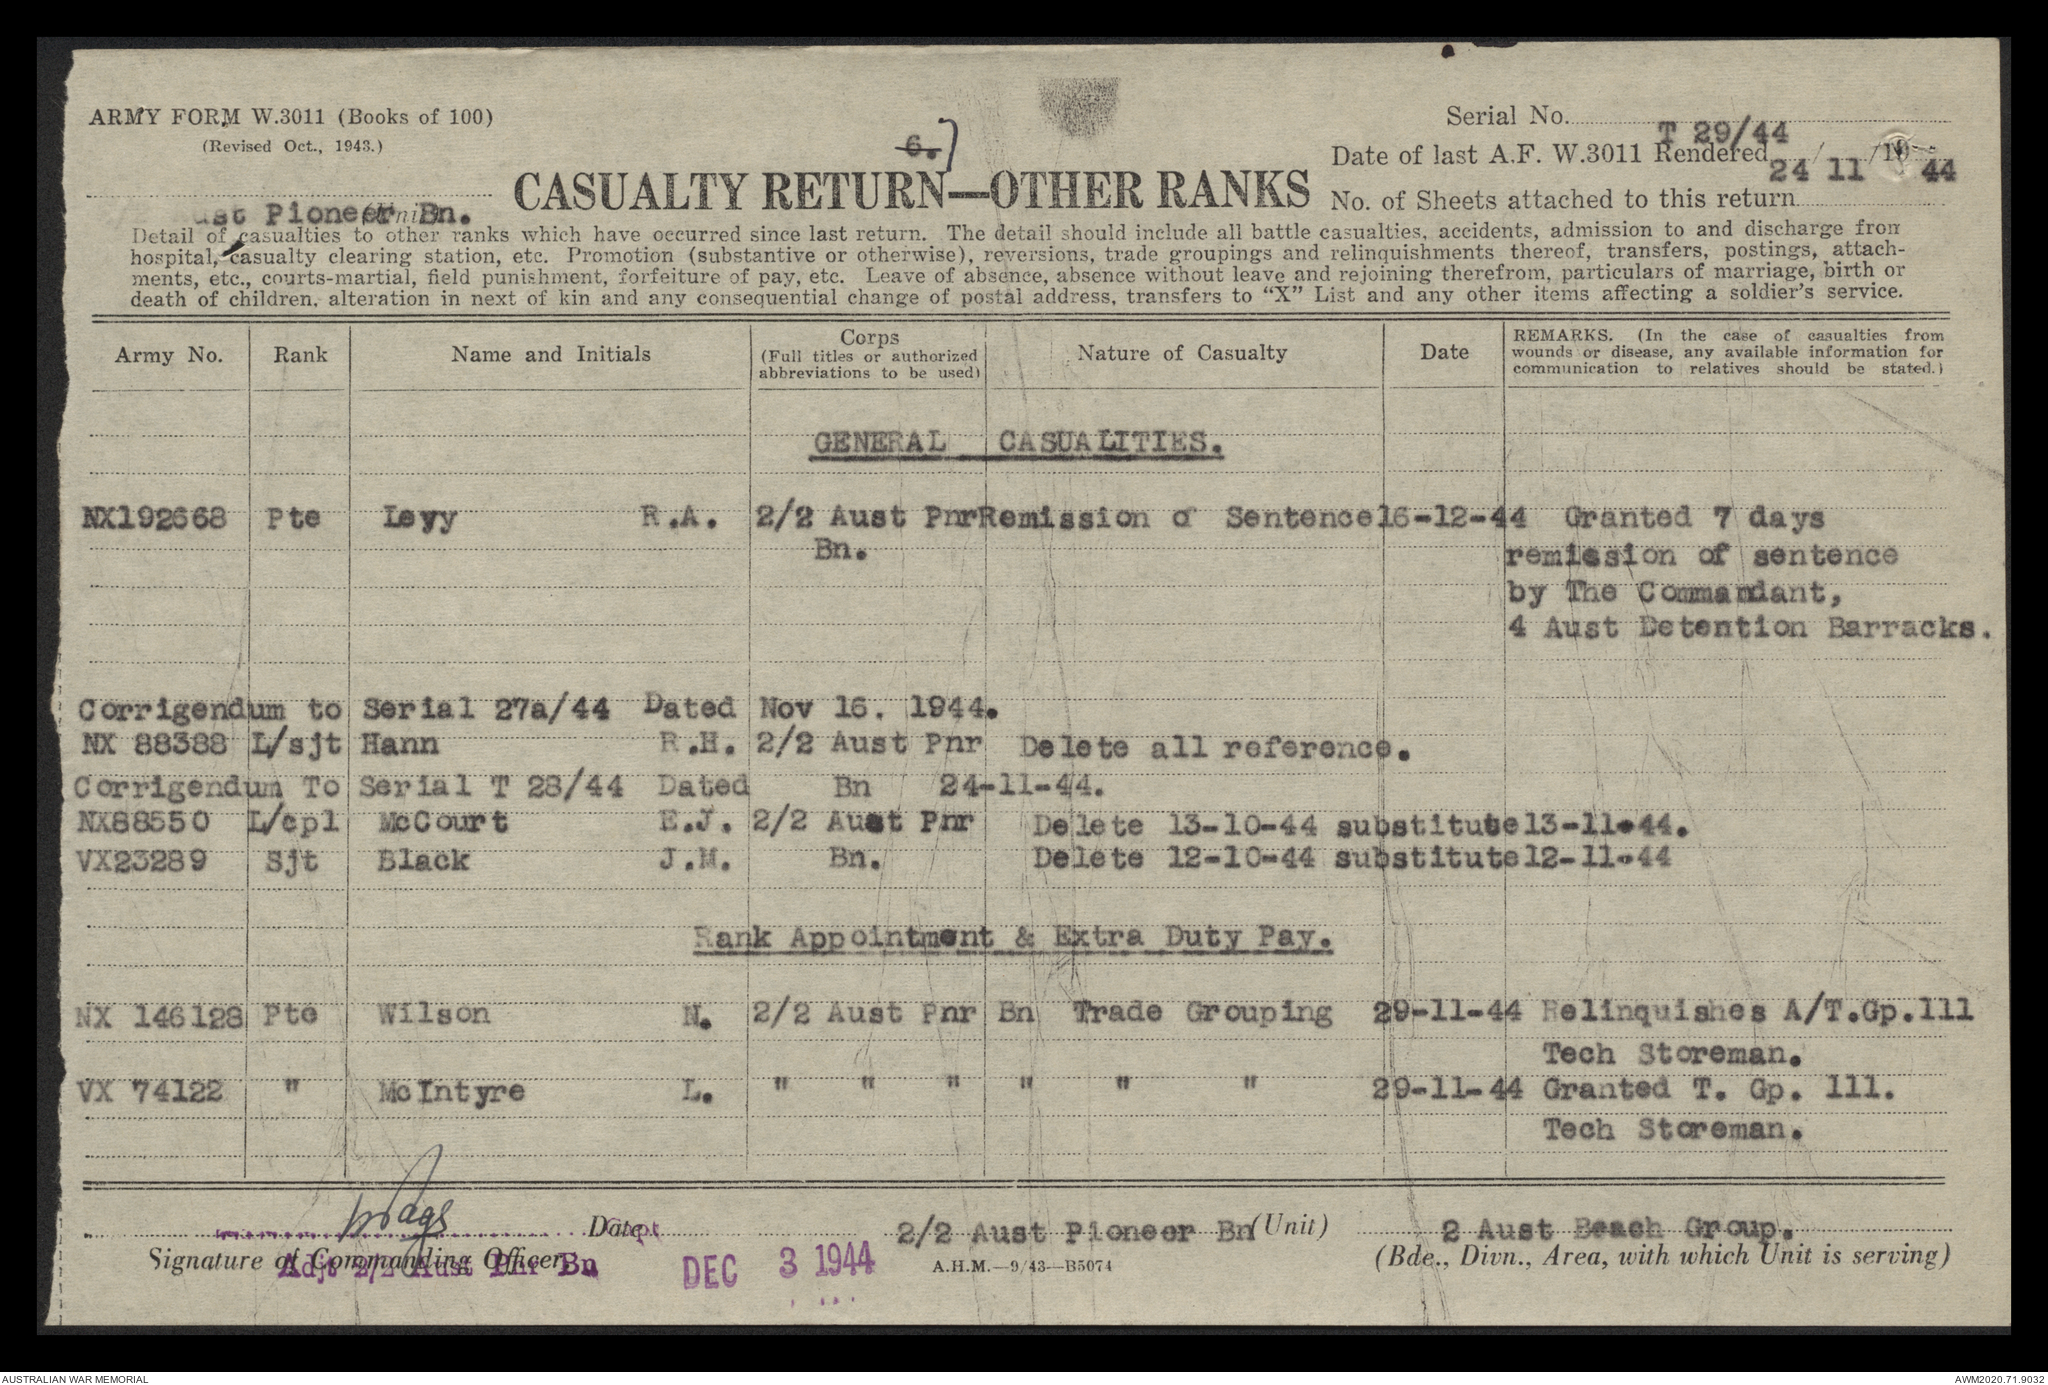 ARMY FORM W.3011 (Books of 100)
(Revised Oct., 1943.)
ust Pioneer Bn.
(Unit)
6.
7
CASUALTY RETURN—OTHER RANKS
Serial No. T 29/44
Date of last A.F. W.3011 Rendered 24/11/1944
No. of Sheets attached to this return
Detail of casualties to other ranks which have occurred since last return. The detail should include all battle casualties, accidents, admission to and discharge from
hospital, casualty clearing station, etc. Promotion (substantive or otherwise), reversions, trade groupings and relinquishments thereof, transfers, postings, attach-
ments, etc., courts-martial, field punishment, forfeiture of pay, etc. Leave of absence, absence without leave and rejoining therefrom, particulars of marriage, birth or
death of children, alteration in next of kin and any consequential change of postal address, transfers to “X” List and any other items affecting a soldier's service.
Army No. Rank Name and Initials Corps (Full titles or authorized abbreviations to be used) Nature of Casualty Date REMARKS. (In the case of casualties from wounds or disease, any available information for communication to relatives should be stated.)
GENERAL CASUALITIES.
NX192668 Pte Levy R.A. 2/2 Aust Pnr Remission of Sentence 16-12-44 Granted 7 days
Bn. remission of sentence
by The Commandant,
4 Aust Detention Barracks.
Corrigendum to Serial 27a/44 Dated Nov 16. 1944.
NX 88388 L/sjt Hann R.H. 2/2 Aust Pnr Delete all reference.
Corrigendum To Serial T 28/44 Dated Bn 24-11-44.
NX88550 L/cpl McCourt E.J. 2/2 Aust Pnr Delete 13-10-44 substitute 13-11-44.
VX23289 Sjt Black J.M. Bn. Delete 12-10-44 substitute 12-11-44
Rank Appointment & Extra Duty Pay.
NX 146128 Pte Wilson N. 2/2 Aust Pnr Bn Trade Grouping 29-11-44 Relinquishes A/T.Gp.111
Tech Storeman.
VX 74122 " McIntyre L. " " " " " " 29-11-44 Granted T. Gp. 111.
Tech Storeman.
Date Capt 2/2 Aust Pioneer Bn (Unit) 2 Aust Beach Group.
Signature of Commanding Officer
Adjt 2/2 Aust Pnr Bn
DEC 3 1944
A.H.M.—9/43—B5074
(Bde., Divn., Area, with which Unit is serving)
AUSTRALIAN WAR MEMORIAL
AWM2020.71.9032